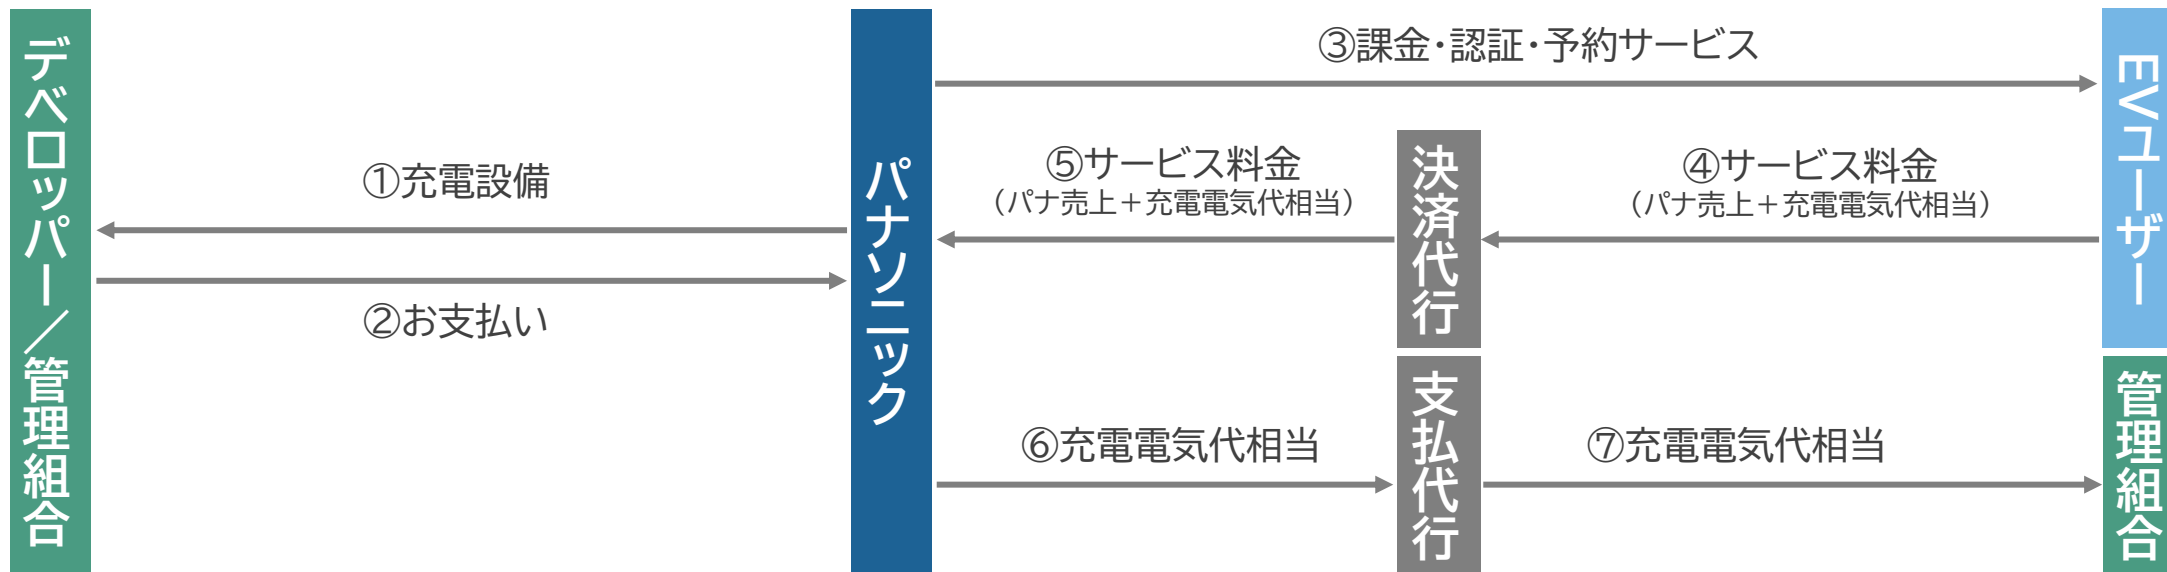 デベロッパー／管理組合
①充電設備
②お支払い
パナソニック
③課金・認証・予約サービス
⑤サービス料金
（パナ売上＋充電電気代相当）
決済代行
④サービス料金
（パナ売上＋充電電気代相当）
EVユーザー
⑥充電電気代相当
支払代行
⑦充電電気代相当
管理組合